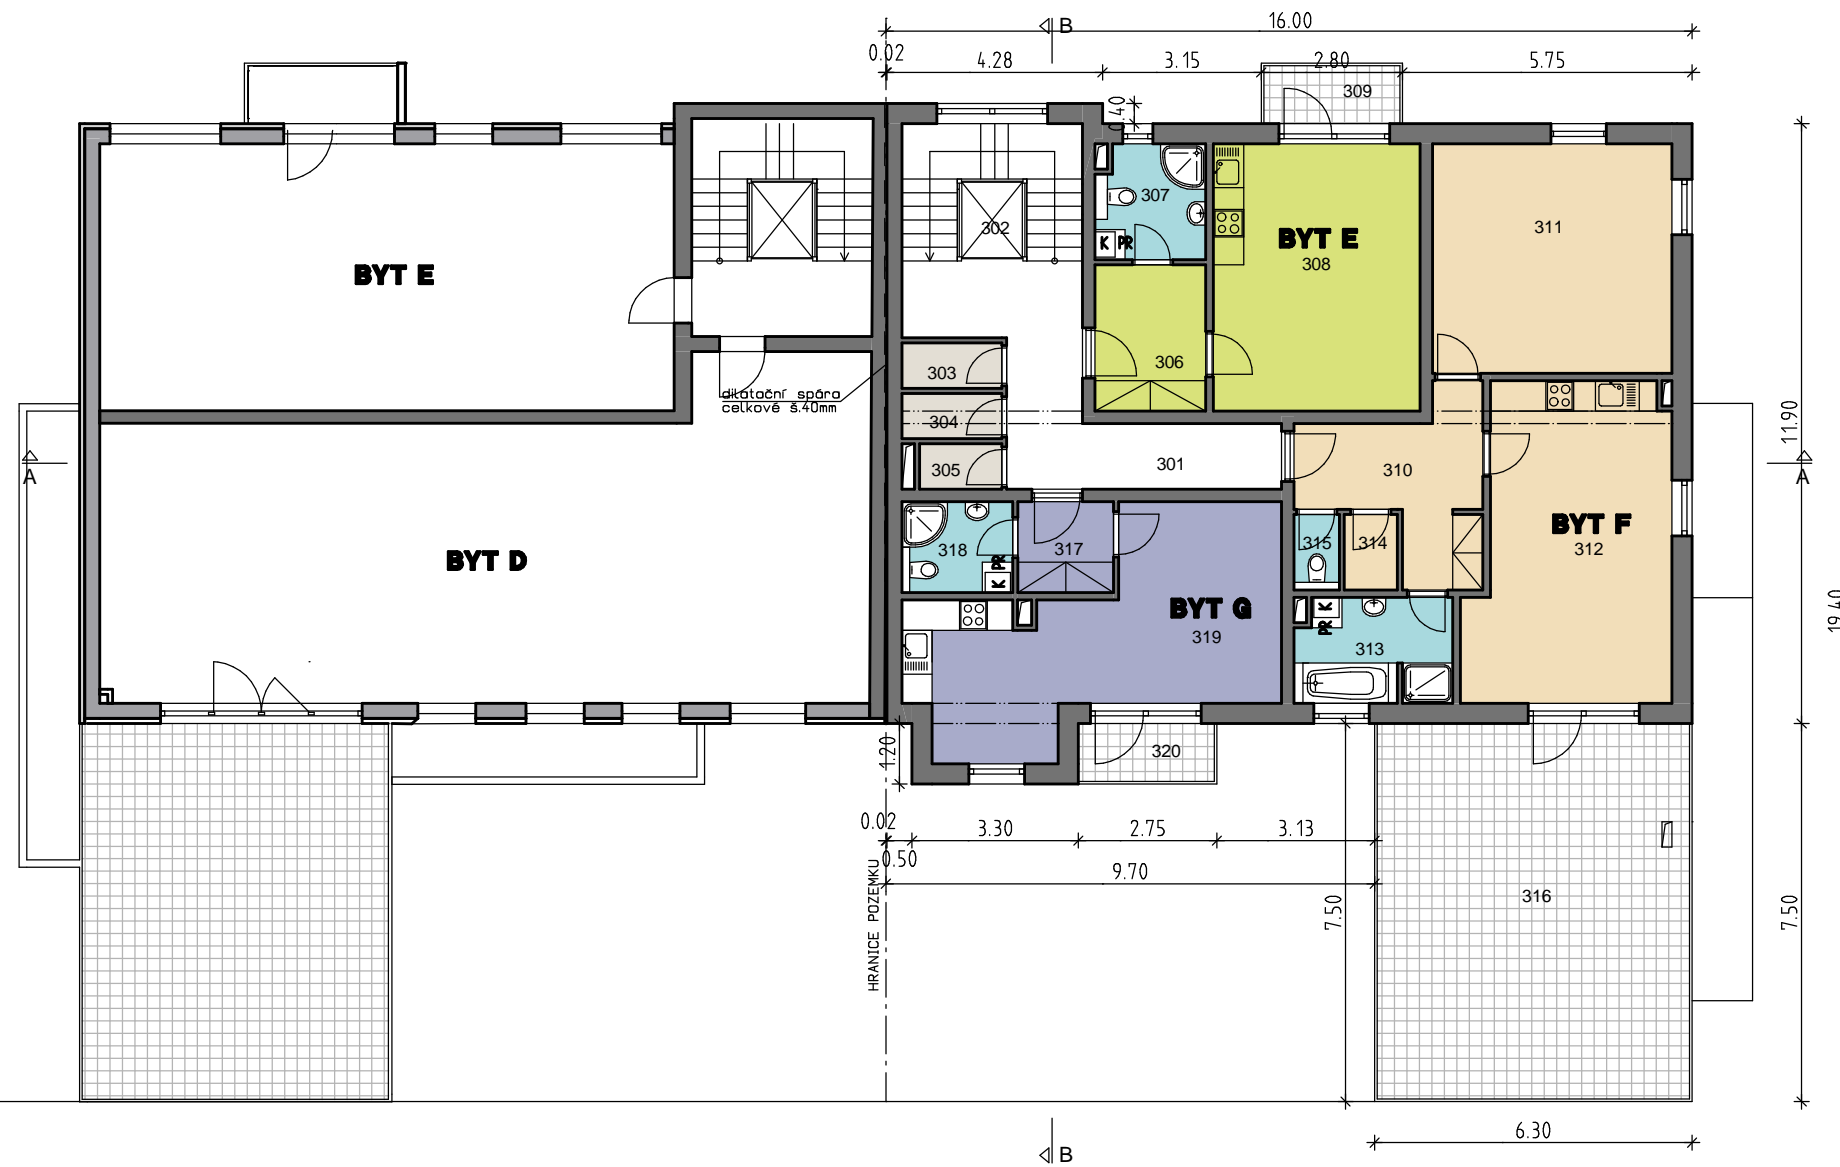 B
16.00
0.02
4.28
3.15
2.80
5.75
309
0.40
307
302
K PR
BYT E
308
311
BYT E
306
303
dilatační spára
celkové š.40mm
304
11.90
305
301
310
A
A
BYT F
312
318
317
315
314
K PR
BYT D
BYT G
319
K
PR
313
19.40
1.20
320
0.02
3.30
2.75
3.13
0.50
9.70
HRANICE POZEMKU
316
7.50
7.50
6.30
B